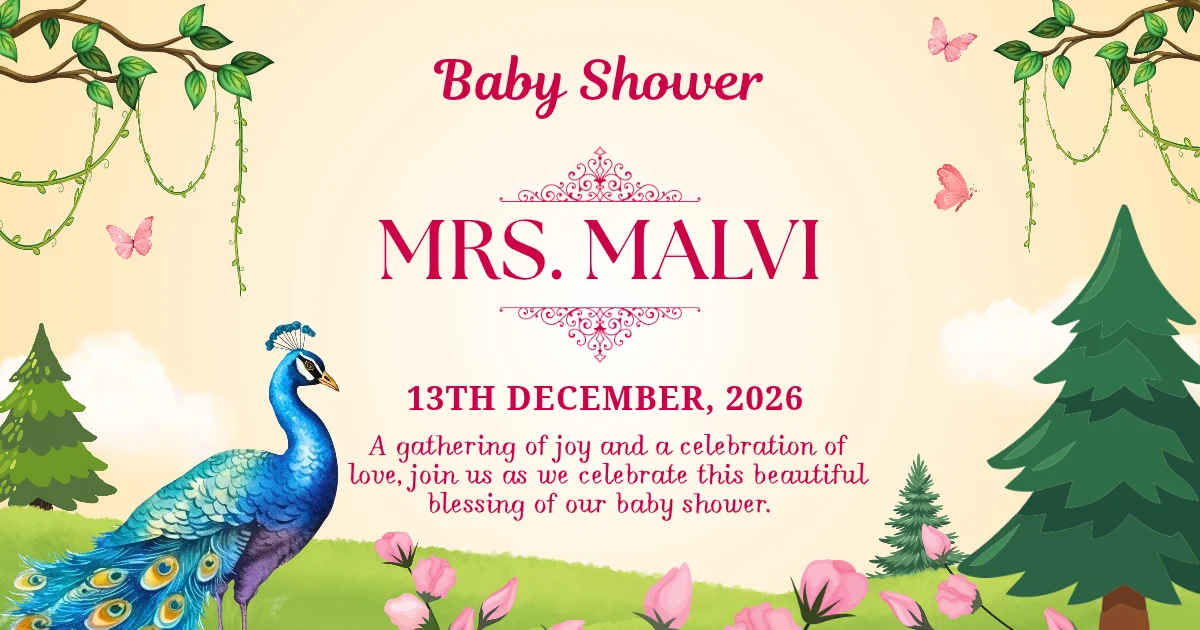 Baby Shower
MRS. MALVI
13TH DECEMBER, 2026
A gathering of joy and a celebration of
love, join us as we celebrate this beautiful
blessing of our baby shower.